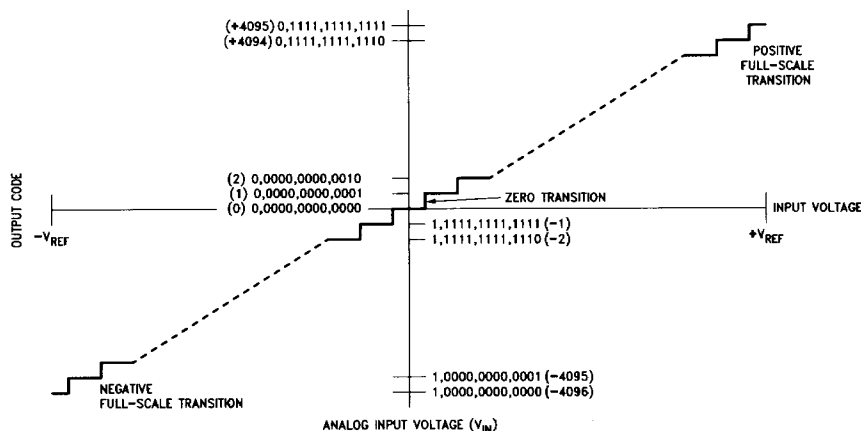 (+4095) 0,1111,1111,1111
(+4094) 0,1111,1111,1110
POSITIVE
FULL-SCALE
TRANSITION
OUTPUT CODE
(2) 0,0000,0000,0010
(1) 0,0000,0000,0001
(0) 0,0000,0000,0000
ZERO TRANSITION
INPUT VOLTAGE
-VREF
+VREF
1,1111,1111,1111 (-1)
1,1111,1111,1110 (-2)
NEGATIVE
FULL-SCALE TRANSITION
1,0000,0000,0001 (-4095)
1,0000,0000,0000 (-4096)
ANALOG INPUT VOLTAGE (VIN)